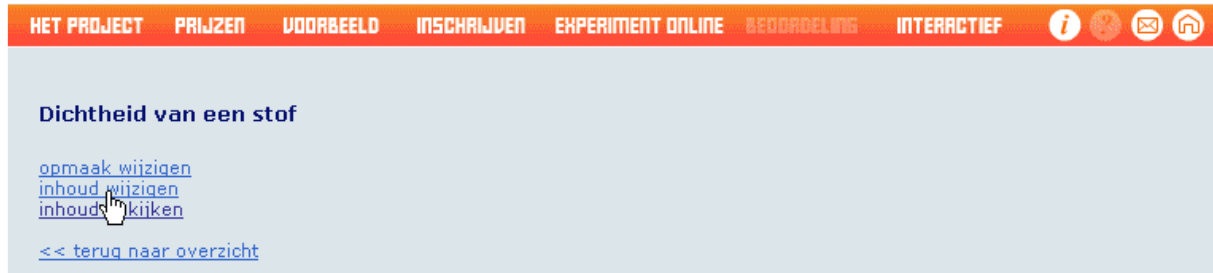 HET PROJECT PRIJZEN VOORBEELD INSCHRIJVEN EXPERIMENT ONLINE BEOORDELING INTERACTIEF i ?
Dichtheid van een stof
opmaak wijzigen
inhoud wijzigen
inhoud bekijken
<< terug naar overzicht